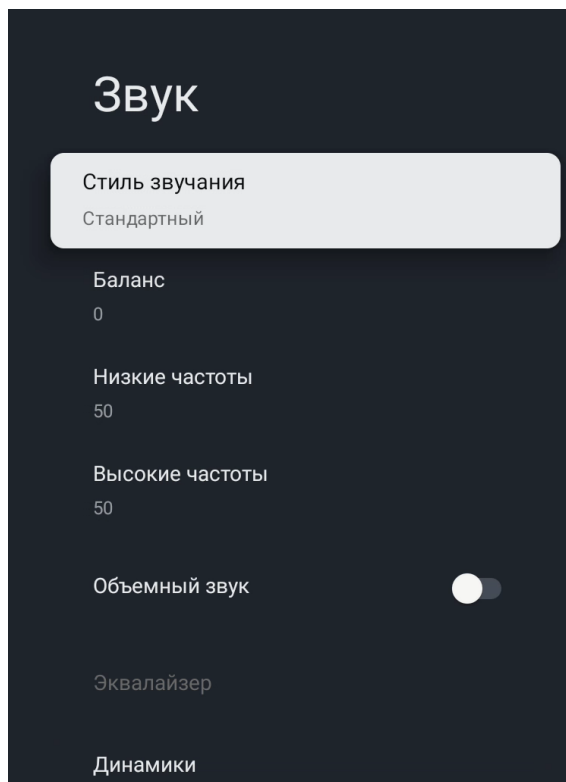 Звук
Стиль звучания
Стандартный
Баланс
0
Низкие частоты
50
Высокие частоты
50
Объемный звук
Эквалайзер
Динамики